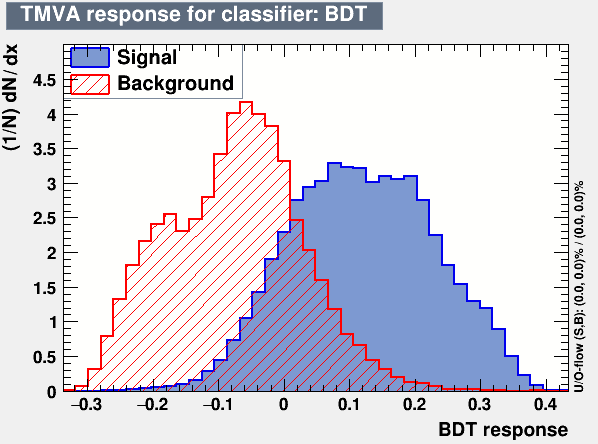 TMVA response for classifier: BDT
(1/N) dN / dx
Signal
Background
4.5
4
3.5
3
2.5
2
1.5
1
0.5
0
−0.3 −0.2 −0.1 0 0.1 0.2 0.3 0.4
BDT response
U/O-flow (S,B): (0.0, 0.0)% / (0.0, 0.0)%